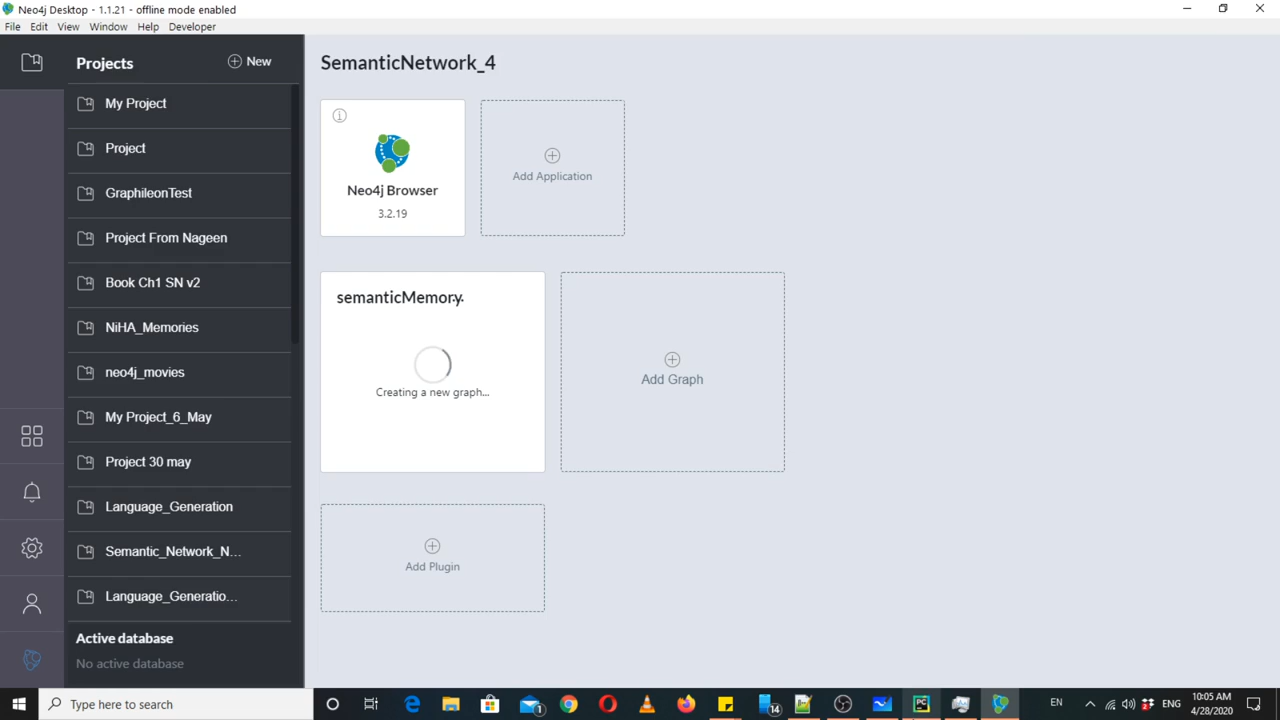 Neo4j Desktop - 1.1.21 - offline mode enabled
File Edit View Window Help Developer
Projects
New
My Project
Project
GraphileonTest
Project From Nageen
Book Ch1 SN v2
NiHA_Memories
neo4j_movies
My Project_6_May
Project 30 may
Language_Generation
Semantic_Network_N...
Language_Generatio...
Active database
No active database
SemanticNetwork_4
Neo4j Browser
3.2.19
Add Application
semanticMemory.
Creating a new graph...
Add Graph
Add Plugin
Type here to search
1
14
PC
EN
ENG
10:05 AM
4/28/2020